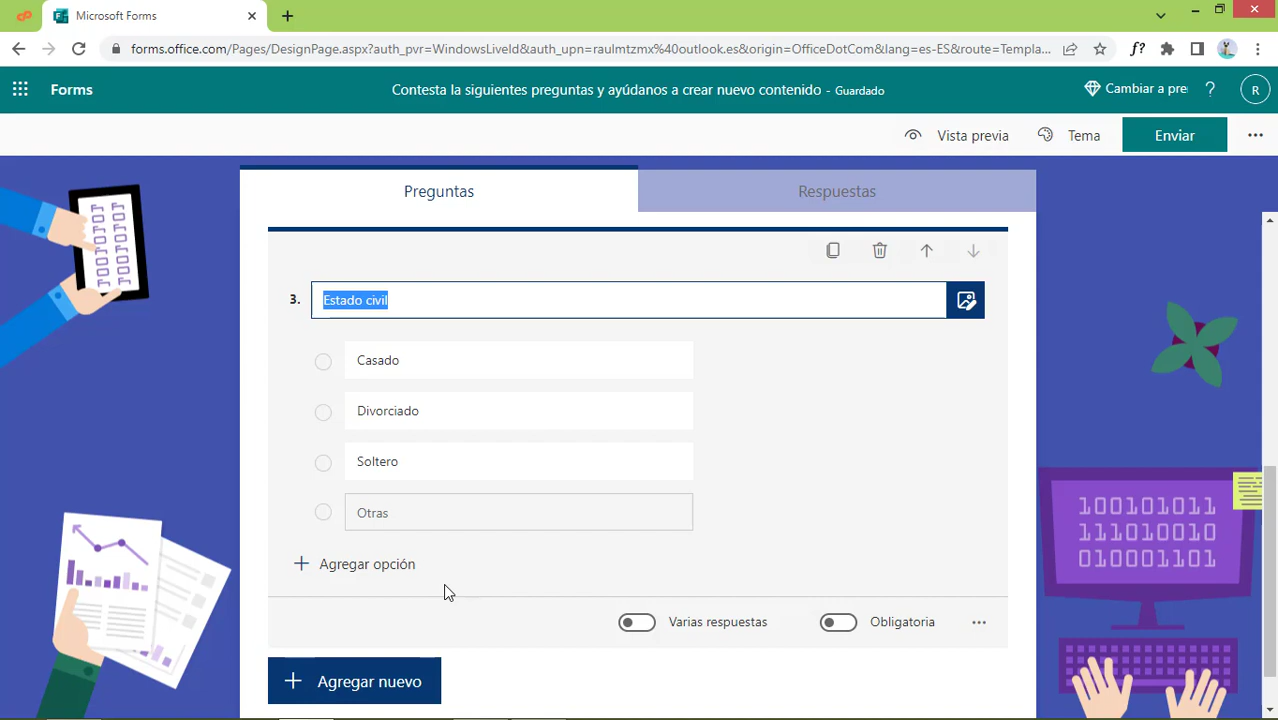 Microsoft Forms
forms.office.com/Pages/DesignPage.aspx?auth_pvr=WindowsLiveId&auth_upn=raulmtzmx%40outlook.es&origin=OfficeDotCom&lang=es-ES&route=Templa...
f?
Forms
Contesta la siguientes preguntas y ayúdanos a crear nuevo contenido - Guardado
Cambiar a pre
?
R
Vista previa
Tema
Enviar
Preguntas
Respuestas
3.
Estado civil
Casado
Divorciado
Soltero
Otras
Agregar opción
Varias respuestas
Obligatoria
Agregar nuevo
100101011
111010010
010001101